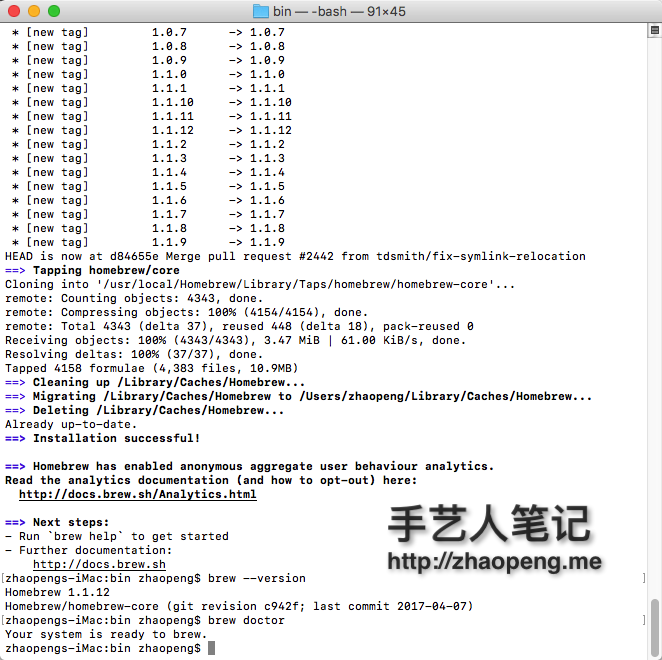 bin — -bash — 91×45
* [new tag]         1.0.7      -> 1.0.7
* [new tag]         1.0.8      -> 1.0.8
* [new tag]         1.0.9      -> 1.0.9
* [new tag]         1.1.0      -> 1.1.0
* [new tag]         1.1.1      -> 1.1.1
* [new tag]         1.1.10     -> 1.1.10
* [new tag]         1.1.11     -> 1.1.11
* [new tag]         1.1.12     -> 1.1.12
* [new tag]         1.1.2      -> 1.1.2
* [new tag]         1.1.3      -> 1.1.3
* [new tag]         1.1.4      -> 1.1.4
* [new tag]         1.1.5      -> 1.1.5
* [new tag]         1.1.6      -> 1.1.6
* [new tag]         1.1.7      -> 1.1.7
* [new tag]         1.1.8      -> 1.1.8
* [new tag]         1.1.9      -> 1.1.9
HEAD is now at d84655e Merge pull request #2442 from tdsmith/fix-symlink-relocation
==> Tapping homebrew/core
Cloning into '/usr/local/Homebrew/Library/Taps/homebrew/homebrew-core'...
remote: Counting objects: 4343, done.
remote: Compressing objects: 100% (4154/4154), done.
remote: Total 4343 (delta 37), reused 448 (delta 18), pack-reused 0
Receiving objects: 100% (4343/4343), 3.47 MiB | 61.00 KiB/s, done.
Resolving deltas: 100% (37/37), done.
Tapped 4158 formulae (4,383 files, 10.9MB)
==> Cleaning up /Library/Caches/Homebrew...
==> Migrating /Library/Caches/Homebrew to /Users/zhaopeng/Library/Caches/Homebrew...
==> Deleting /Library/Caches/Homebrew...
Already up-to-date.
==> Installation successful!
==> Homebrew has enabled anonymous aggregate user behaviour analytics.
Read the analytics documentation (and how to opt-out) here:
http://docs.brew.sh/Analytics.html
==> Next steps:
- Run `brew help` to get started
- Further documentation:
http://docs.brew.sh
[zhaopengs-iMac:bin zhaopeng$ brew --version ]
Homebrew 1.1.12
Homebrew/homebrew-core (git revision c942f; last commit 2017-04-07)
[zhaopengs-iMac:bin zhaopeng$ brew doctor ]
Your system is ready to brew.
zhaopengs-iMac:bin zhaopeng$
手艺人笔记
http://zhaopeng.me